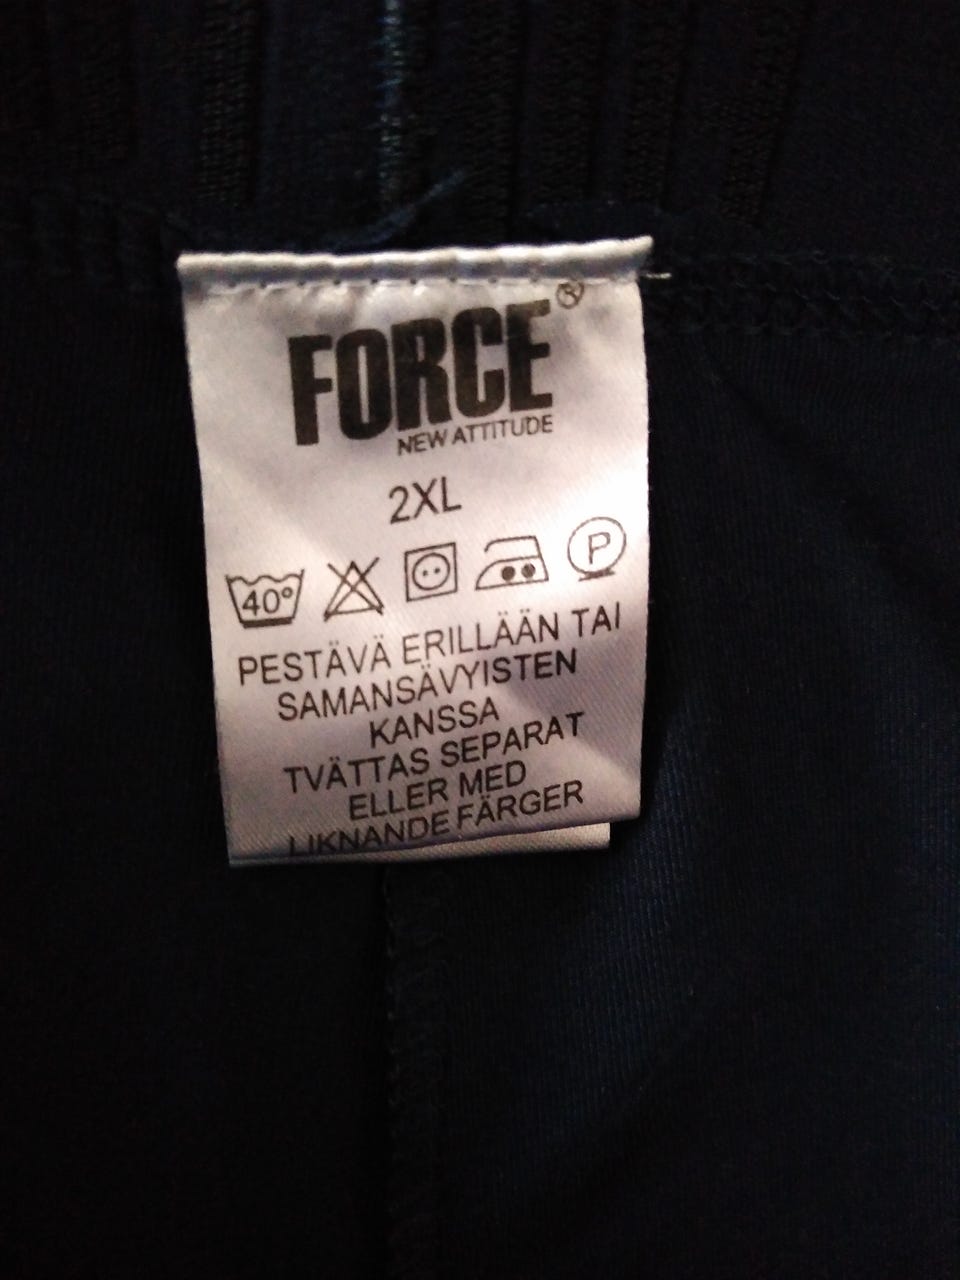 FORCE®
NEW ATTITUDE
2XL
40° P
PESTÄVÄ ERILLÄÄN TAI
SAMANSÄVYISTEN
KANSSA
TVÄTTAS SEPARAT
ELLER MED
LIKNANDE FÄRGER